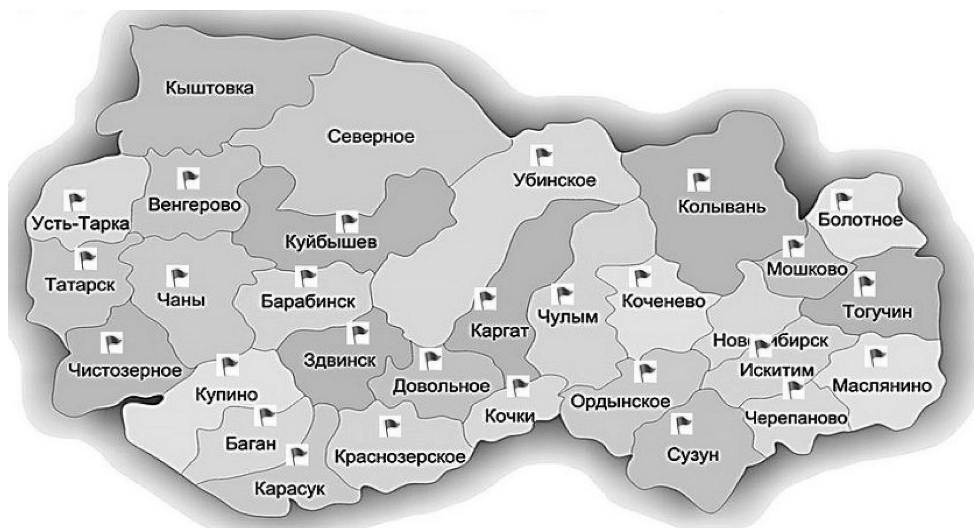 Кыштовка
Северное
Убинское
Усть-Тарка
Венгерово
Колывань
Болотное
Куйбышев
Татарск
Чаны
Барабинск
Каргат
Чулым
Коченево
Мошково
Тогучин
Чистозерное
Здвинск
Довольное
Новосибирск
Искитим
Маслянино
Купино
Кочки
Ордынское
Черепаново
Баган
Краснозерское
Сузун
Карасук